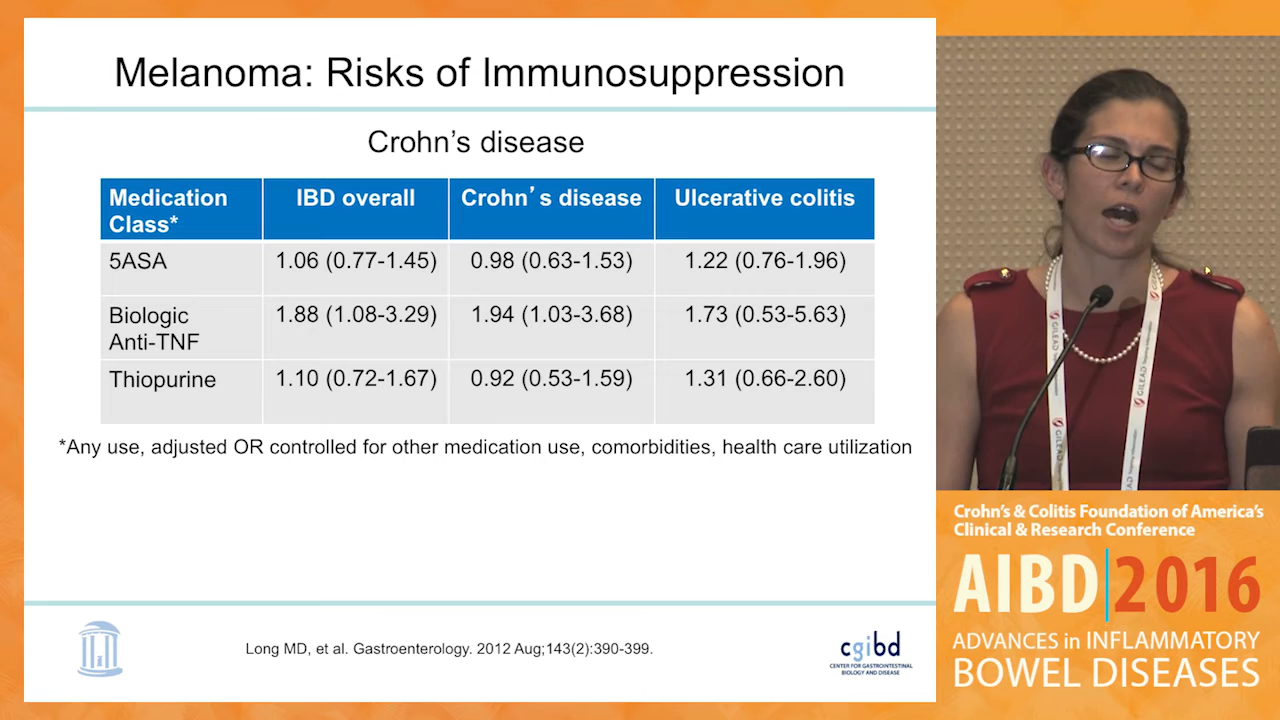 Melanoma: Risks of Immunosuppression
Crohn’s disease
Medication Class* IBD overall Crohn’s disease Ulcerative colitis
5ASA 1.06 (0.77-1.45) 0.98 (0.63-1.53) 1.22 (0.76-1.96)
Biologic Anti-TNF 1.88 (1.08-3.29) 1.94 (1.03-3.68) 1.73 (0.53-5.63)
Thiopurine 1.10 (0.72-1.67) 0.92 (0.53-1.59) 1.31 (0.66-2.60)
*Any use, adjusted OR controlled for other medication use, comorbidities, health care utilization
Long MD, et al. Gastroenterology. 2012 Aug;143(2):390-399.
cgibd
CENTER FOR GASTROINTESTINAL
BIOLOGY AND DISEASE
GILEAD
GILEAD
GILEAD
GILEAD
Crohn’s & Colitis Foundation of America’s
Clinical & Research Conference
AIBD|2016
ADVANCES in INFLAMMATORY
BOWEL DISEASES